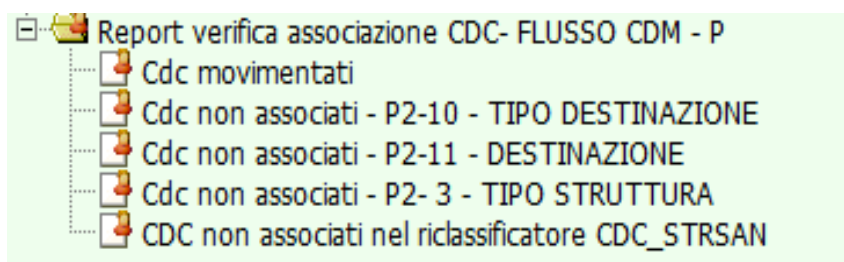 Report verifica associazione CDC- FLUSSO CDM - P
Cdc movimentati
Cdc non associati - P2-10 - TIPO DESTINAZIONE
Cdc non associati - P2-11 - DESTINAZIONE
Cdc non associati - P2- 3 - TIPO STRUTTURA
CDC non associati nel riclassificatore CDC_STRSAN